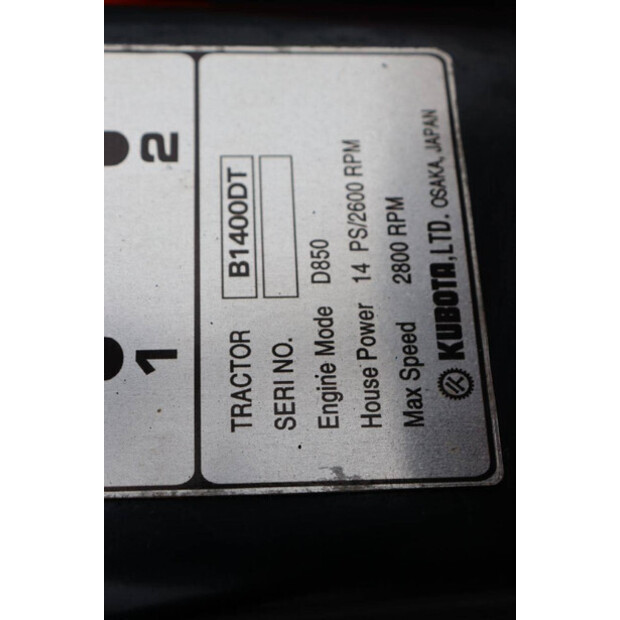 2
1
TRACTOR B1400DT
SERI NO.
Engine Mode D850
House Power 14 PS/2600 RPM
Max Speed 2800 RPM
KUBOTA,LTD. OSAKA, JAPAN